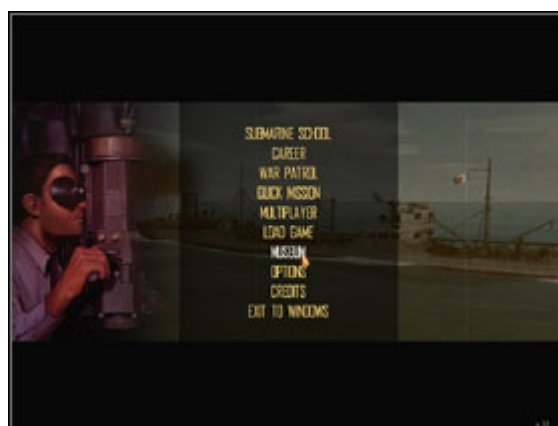 SUBMARINE SCHOOL
CAREER
WAR PATROL
QUICK MISSION
MULTIPLAYER
LOAD GAME
MUSEUM
OPTIONS
CREDITS
EXIT TO WINDOWS